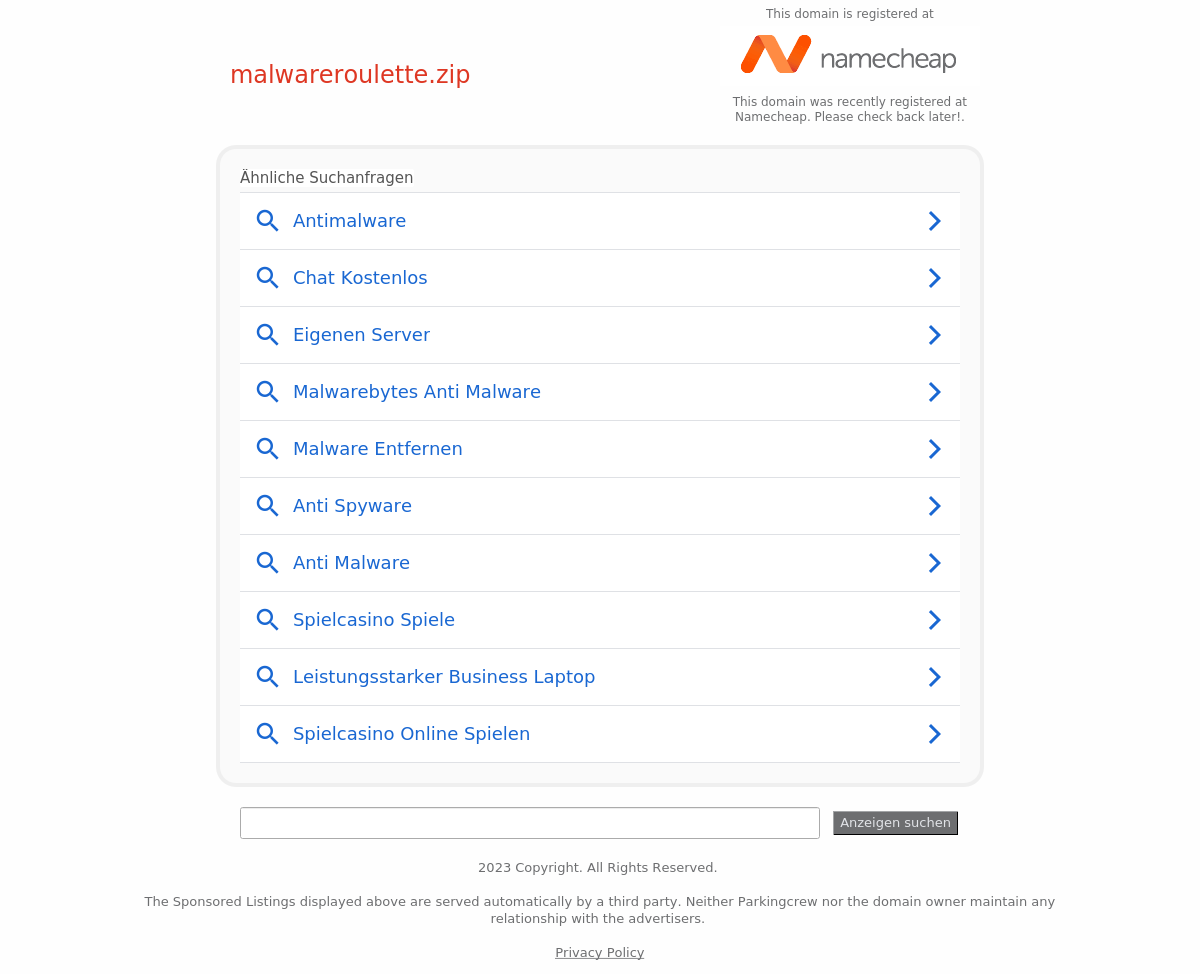 This domain is registered at
namecheap
malwareroulette.zip
This domain was recently registered at
Namecheap. Please check back later!.
Ähnliche Suchanfragen
Antimalware
Chat Kostenlos
Eigenen Server
Malwarebytes Anti Malware
Malware Entfernen
Anti Spyware
Anti Malware
Spielcasino Spiele
Leistungsstarker Business Laptop
Spielcasino Online Spielen
Anzeigen suchen
2023 Copyright. All Rights Reserved.
The Sponsored Listings displayed above are served automatically by a third party. Neither Parkingcrew nor the domain owner maintain any
relationship with the advertisers.
Privacy Policy